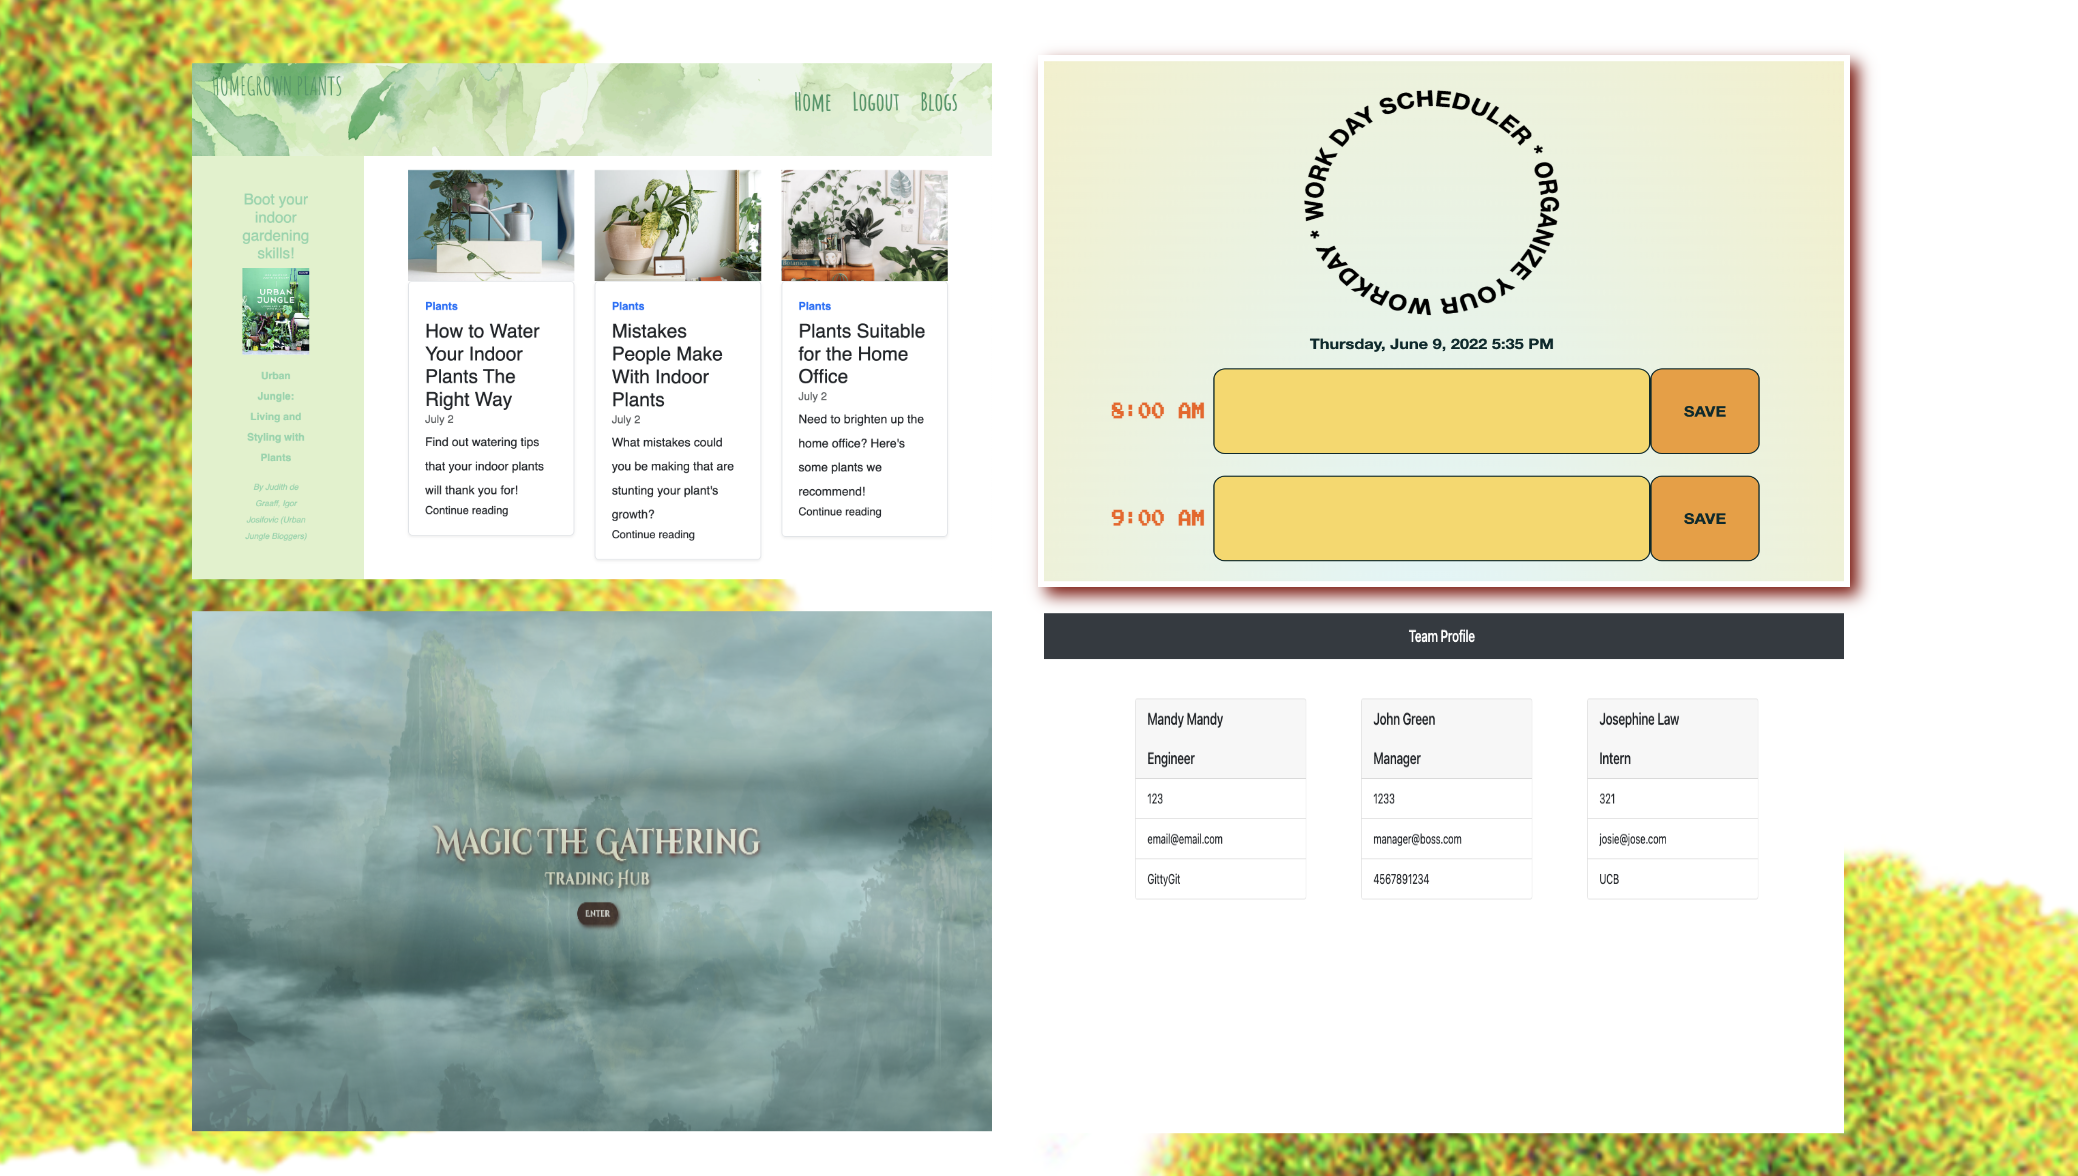 HOMEGROWN PLANTS
Home Logout Blogs
Boot your
indoor
gardening
skills!
URBAN
JUNGLE
Urban
Jungle:
Living and
Styling with
Plants
By Judith de
Graaff, Igor
Josifovic (Urban
Jungle Bloggers)
Plants
How to Water
Your Indoor
Plants The
Right Way
July 2
Find out watering tips
that your indoor plants
will thank you for!
Continue reading
Plants
Mistakes
People Make
With Indoor
Plants
July 2
What mistakes could
you be making that are
stunting your plant's
growth?
Continue reading
Plants
Plants Suitable
for the Home
Office
July 2
Need to brighten up the
home office? Here's
some plants we
recommend!
Continue reading
WORK DAY SCHEDULER * ORGANIZE YOUR WORKDAY *
Thursday, June 9, 2022 5:35 PM
8:00 AM
SAVE
9:00 AM
SAVE
Magic The Gathering
Trading Hub
ENTER
Team Profile
Mandy Mandy
Engineer
123
email@email.com
GittyGit
John Green
Manager
1233
manager@boss.com
4567891234
Josephine Law
Intern
321
josie@jose.com
UCB